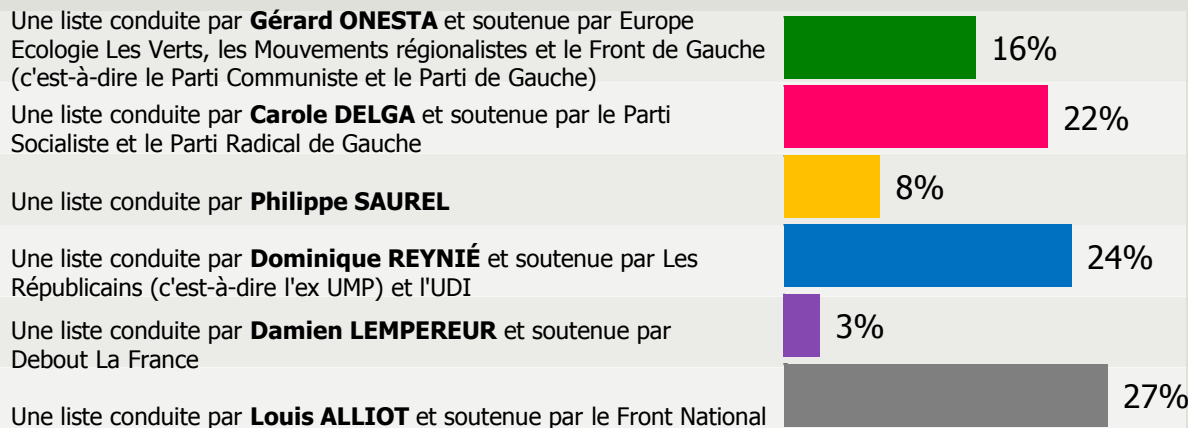 Une liste conduite par Gérard ONESTA et soutenue par Europe
Ecologie Les Verts, les Mouvements régionalistes et le Front de Gauche
(c'est-à-dire le Parti Communiste et le Parti de Gauche)
16%
Une liste conduite par Carole DELGA et soutenue par le Parti
Socialiste et le Parti Radical de Gauche
22%
Une liste conduite par Philippe SAUREL
8%
Une liste conduite par Dominique REYNIÉ et soutenue par Les
Républicains (c'est-à-dire l'ex UMP) et l'UDI
24%
Une liste conduite par Damien LEMPEREUR et soutenue par
Debout La France
3%
Une liste conduite par Louis ALLIOT et soutenue par le Front National
27%